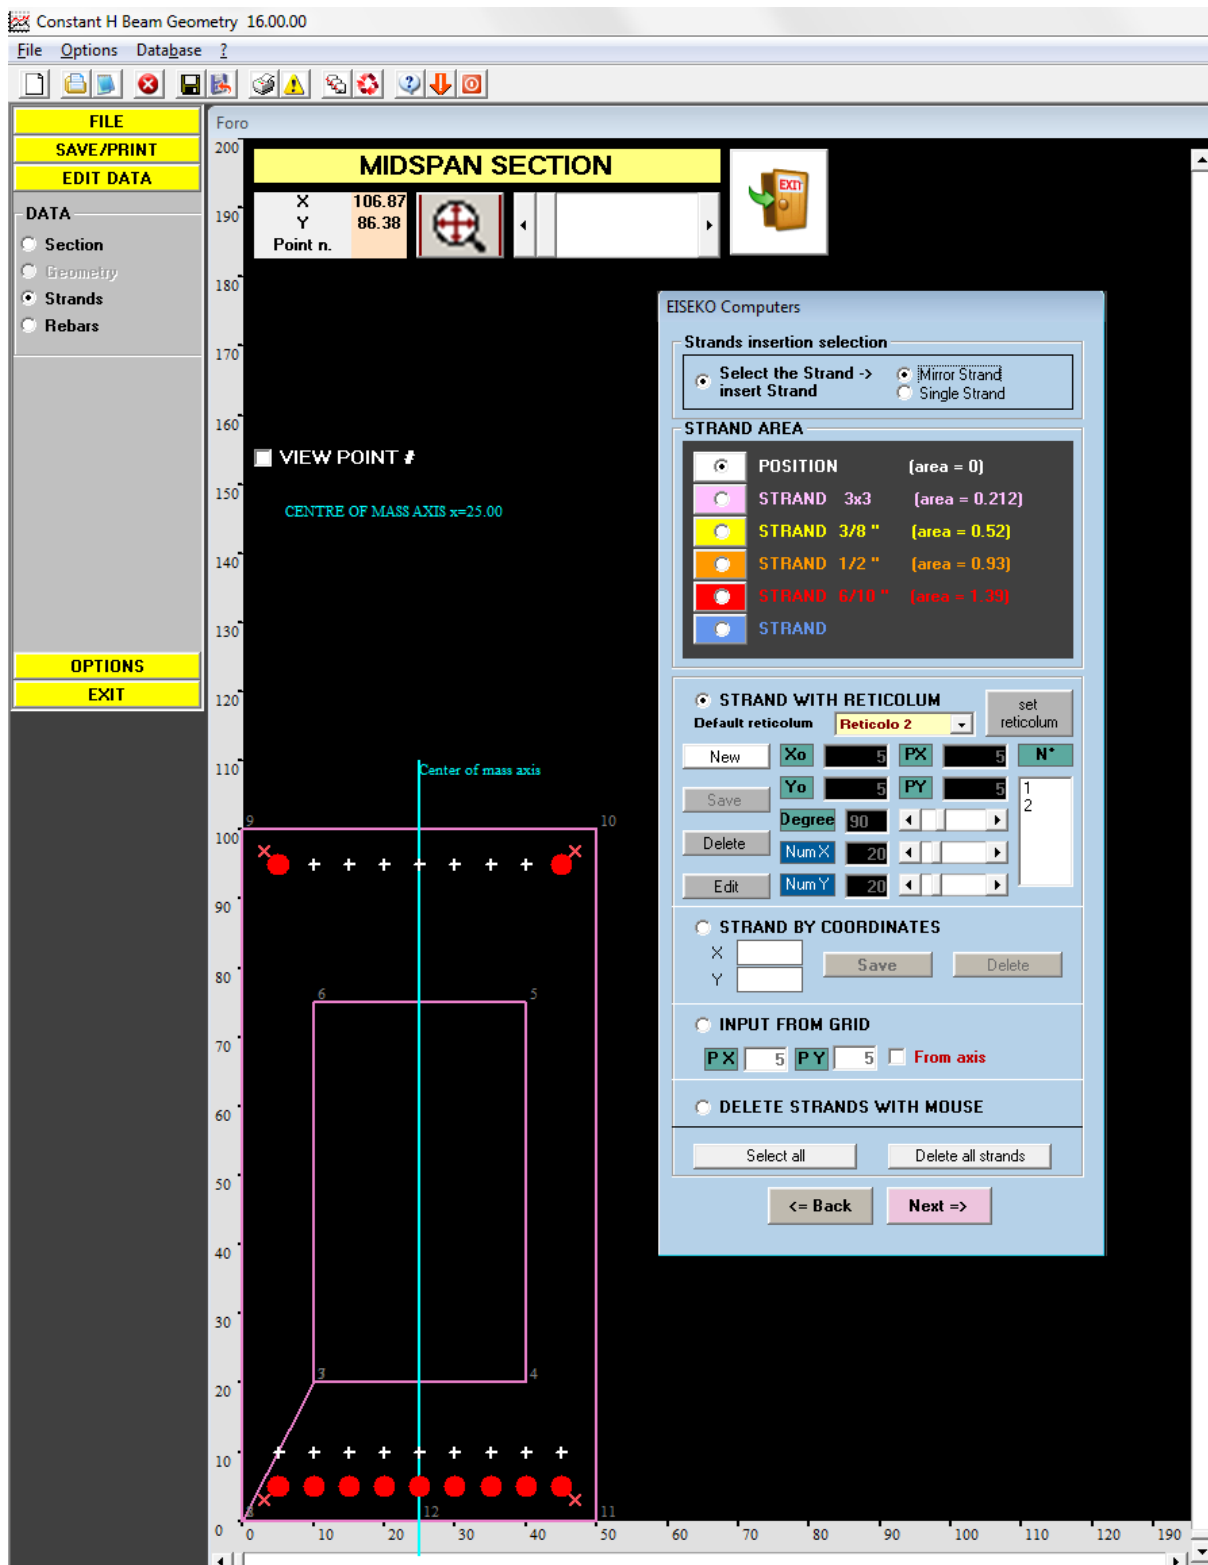 Constant H Beam Geometry 16.00.00
File Options Database ?
FILE
SAVE/PRINT
EDIT DATA
DATA
Section
Geometry
Strands
Rebars
OPTIONS
EXIT
Foro
MIDSPAN SECTION
X 106.87
Y 86.38
Point n.
EXIT
VIEW POINT #
CENTRE OF MASS AXIS x=25.00
Center of mass axis
200
190
180
170
160
150
140
130
120
110
100
90
80
70
60
50
40
30
20
10
0
9 10
6 5
3 4
12 11
0 10 20 30 40 50 60 70 80 90 100 110 120 190
EISEKO Computers
Strands insertion selection
Select the Strand ->
insert Strand
Mirror Strand
Single Strand
STRAND AREA
POSITION (area = 0)
STRAND 3x3 (area = 0.212)
STRAND 3/8 " (area = 0.52)
STRAND 1/2 " (area = 0.93)
STRAND 6/10 " (area = 1.39)
STRAND
STRAND WITH RETICOLUM
Default reticolum Reticolo 2
set
reticolum
New Xo 5 PX 5 N°
Save Yo 5 PY 5 1
2
Degree 90
Delete NumX 20
Edit NumY 20
STRAND BY COORDINATES
X
Y
Save Delete
INPUT FROM GRID
P X 5 P Y 5 From axis
DELETE STRANDS WITH MOUSE
Select all Delete all strands
<= Back Next =>